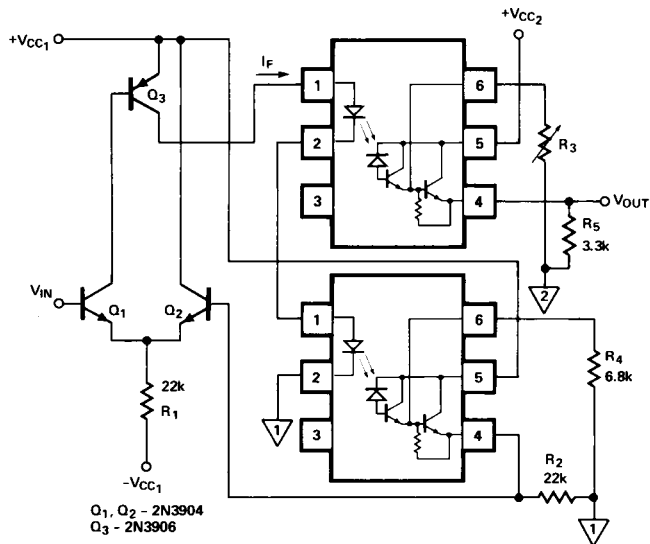 +VCC1
+VCC2
IF
Q3
1
2
3
6
5
4
R3
VOUT
R5
3.3k
2
VIN
Q1
Q2
22k
R1
-VCC1
1
2
3
6
5
4
R4
6.8k
1
R2
22k
1
Q1, Q2 - 2N3904
Q3 - 2N3906